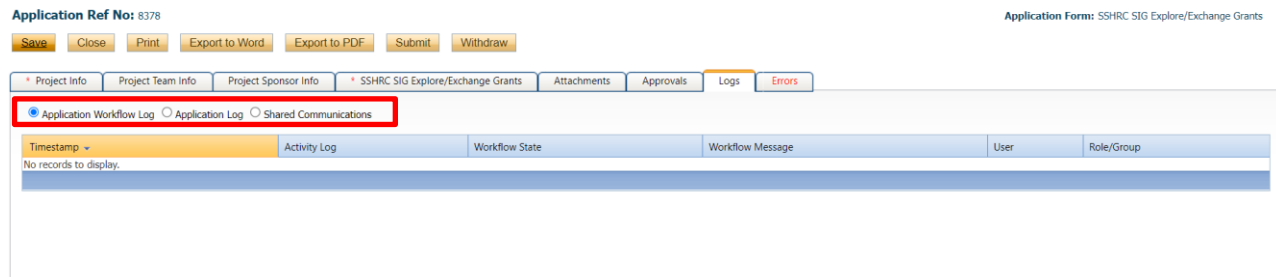 Application Ref No: 8378 Application Form: SSHRC SIG Explore/Exchange Grants
Save Close Print Export to Word Export to PDF Submit Withdraw
* Project Info Project Team Info Project Sponsor Info * SSHRC SIG Explore/Exchange Grants Attachments Approvals Logs Errors
Application Workflow Log Application Log Shared Communications
Timestamp Activity Log Workflow State Workflow Message User Role/Group
No records to display.